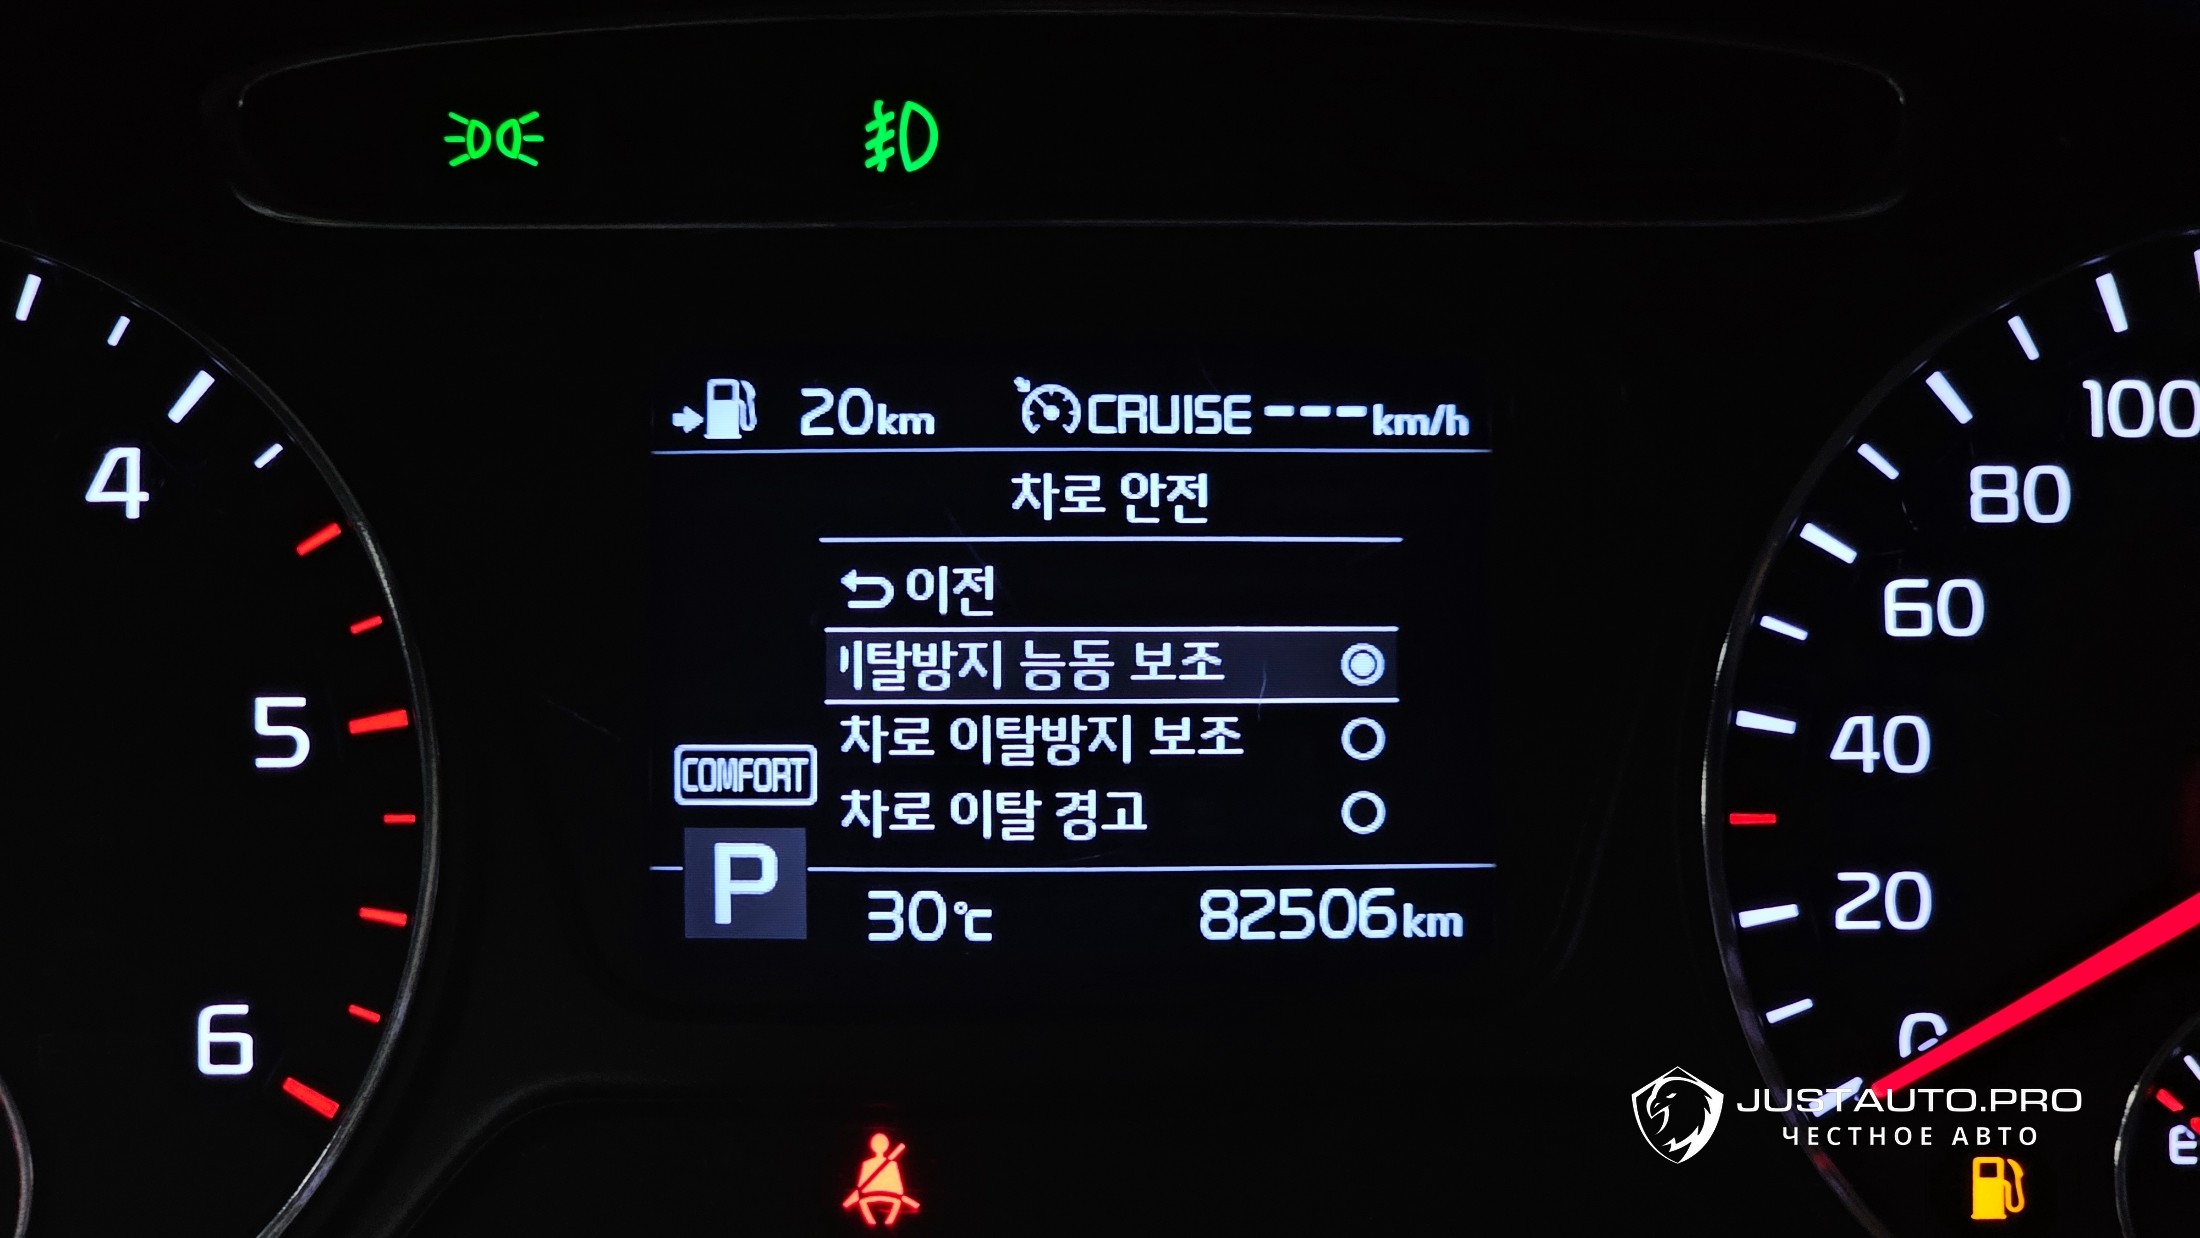 20km CRUISE ---km/h
차로 안전
이전
이탈방지 능동 보조
차로 이탈방지 보조
차로 이탈 경고
COMFORT
P 30℃ 82506km
4
5
6
100
80
60
40
20
0
JUSTAUTO.PRO
ЧЕСТНОЕ АВТО